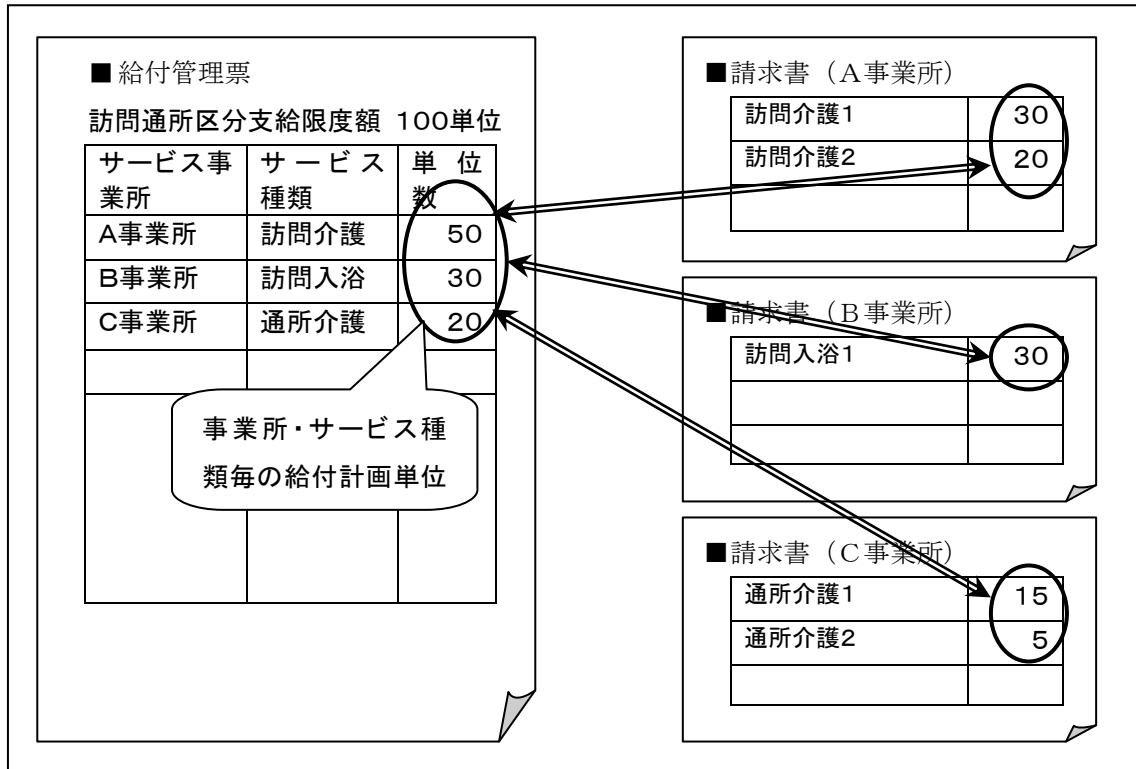 ■ 給付管理票
訪問通所区分支給限度額 100単位
サービス事業所 サービス種類 単位数
A事業所 訪問介護 50
B事業所 訪問入浴 30
C事業所 通所介護 20
事業所・サービス種
類毎の給付計画単位
■請求書（A事業所）
訪問介護1 30
訪問介護2 20
■請求書（B事業所）
訪問入浴1 30
■請求書（C事業所）
通所介護1 15
通所介護2 5